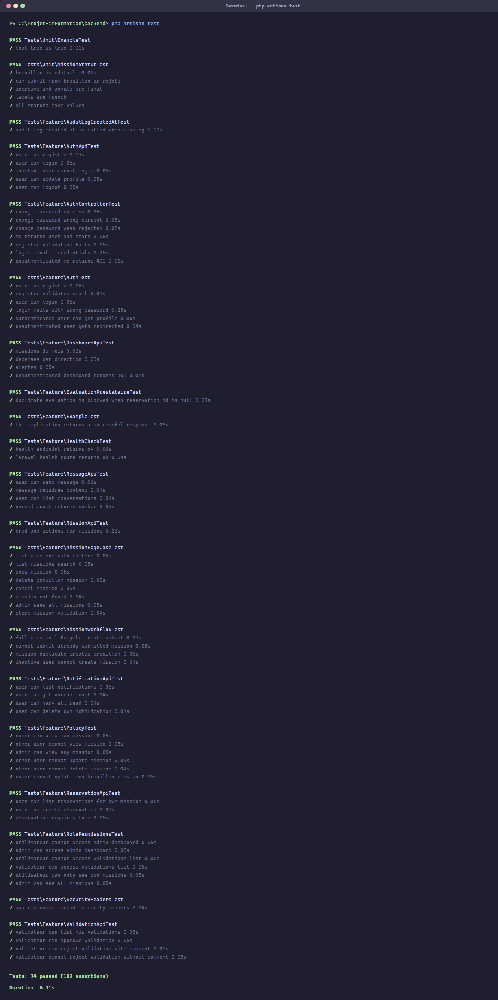 Terminal — php artisan test
PS C:\ProjetFinFormation\backend> php artisan test
PASS Tests\Unit\ExampleTest
✓ that true is true 0.01s
PASS Tests\Unit\MissionStatutTest
✓ brouillon is editable 0.02s
✓ can submit from brouillon or rejete
✓ approuve and annule are final
✓ labels are french
✓ all statuts have values
PASS Tests\Feature\AuditLogCreatedAtTest
✓ audit log created at is filled when missing 1.90s
PASS Tests\Feature\AuthApiTest
✓ user can register 0.17s
✓ user can login 0.05s
✓ inactive user cannot login 0.05s
✓ user can update profile 0.05s
✓ user can logout 0.05s
PASS Tests\Feature\AuthControllerTest
✓ change password success 0.06s
✓ change password wrong current 0.05s
✓ change password weak rejected 0.05s
✓ me returns user and stats 0.05s
✓ register validation fails 0.05s
✓ login invalid credentials 0.25s
✓ unauthenticated me returns 401 0.06s
PASS Tests\Feature\AuthTest
✓ user can register 0.06s
✓ register validates email 0.04s
✓ user can login 0.05s
✓ login fails with wrong password 0.25s
✓ authenticated user can get profile 0.06s
✓ unauthenticated user gets redirected 0.04s
PASS Tests\Feature\DashboardApiTest
✓ missions du mois 0.06s
✓ depenses par direction 0.05s
✓ alertes 0.05s
✓ unauthenticated dashboard returns 401 0.04s
PASS Tests\Feature\EvaluationPrestataireTest
✓ duplicate evaluation is blocked when reservation id is null 0.07s
PASS Tests\Feature\ExampleTest
✓ the application returns a successful response 0.06s
PASS Tests\Feature\HealthCheckTest
✓ health endpoint returns ok 0.06s
✓ laravel health route returns ok 0.04s
PASS Tests\Feature\MessageApiTest
✓ user can send message 0.06s
✓ message requires contenu 0.04s
✓ user can list conversations 0.04s
✓ unread count returns number 0.05s
PASS Tests\Feature\MissionApiTest
✓ crud and actions for missions 0.26s
PASS Tests\Feature\MissionEdgeCaseTest
✓ list missions with filters 0.05s
✓ list missions search 0.05s
✓ show mission 0.05s
✓ delete brouillon mission 0.05s
✓ cancel mission 0.05s
✓ mission not found 0.04s
✓ admin sees all missions 0.05s
✓ store mission validation 0.04s
PASS Tests\Feature\MissionWorkflowTest
✓ full mission lifecycle create submit 0.07s
✓ cannot submit already submitted mission 0.08s
✓ mission duplicate creates brouillon 0.05s
✓ inactive user cannot create mission 0.04s
PASS Tests\Feature\NotificationApiTest
✓ user can list notifications 0.05s
✓ user can get unread count 0.04s
✓ user can mark all read 0.04s
✓ user can delete own notification 0.04s
PASS Tests\Feature\PolicyTest
✓ owner can view own mission 0.06s
✓ other user cannot view mission 0.05s
✓ admin can view any mission 0.05s
✓ other user cannot update mission 0.05s
✓ other user cannot delete mission 0.04s
✓ owner cannot update non brouillon mission 0.05s
PASS Tests\Feature\ReservationApiTest
✓ user can list reservations for own mission 0.05s
✓ user can create reservation 0.05s
✓ reservation requires type 0.05s
PASS Tests\Feature\RolePermissionsTest
✓ utilisateur cannot access admin dashboard 0.05s
✓ admin can access admin dashboard 0.05s
✓ utilisateur cannot access validations list 0.05s
✓ validateur can access validations list 0.05s
✓ utilisateur can only see own missions 0.05s
✓ admin can see all missions 0.05s
PASS Tests\Feature\SecurityHeadersTest
✓ api responses include security headers 0.04s
PASS Tests\Feature\ValidationApiTest
✓ validateur can list his validations 0.05s
✓ validateur can approve validation 0.05s
✓ validateur can reject validation with comment 0.05s
✓ validateur cannot reject validation without comment 0.05s
Tests: 74 passed (182 assertions)
Duration: 6.71s